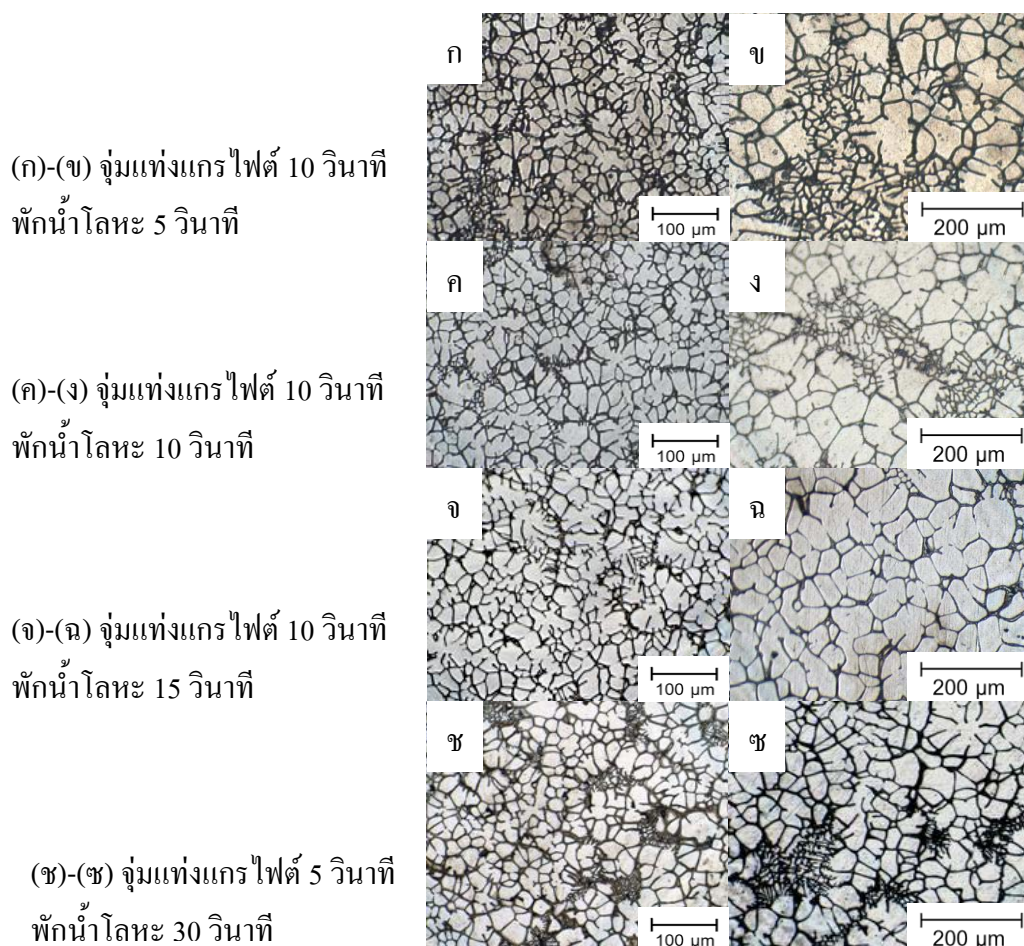 ก
ข
(ก)-(ข) จุ่มแท่งแกรไฟต์ 10 วินาที
พักน้ำโลหะ 5 วินาที
100 µm
200 µm
ค
ง
(ค)-(ง) จุ่มแท่งแกรไฟต์ 10 วินาที
พักน้ำโลหะ 10 วินาที
100 µm
200 µm
จ
ฉ
(จ)-(ฉ) จุ่มแท่งแกรไฟต์ 10 วินาที
พักน้ำโลหะ 15 วินาที
100 µm
200 µm
ช
ซ
(ช)-(ซ) จุ่มแท่งแกรไฟต์ 5 วินาที
พักน้ำโลหะ 30 วินาที
100 µm
200 µm